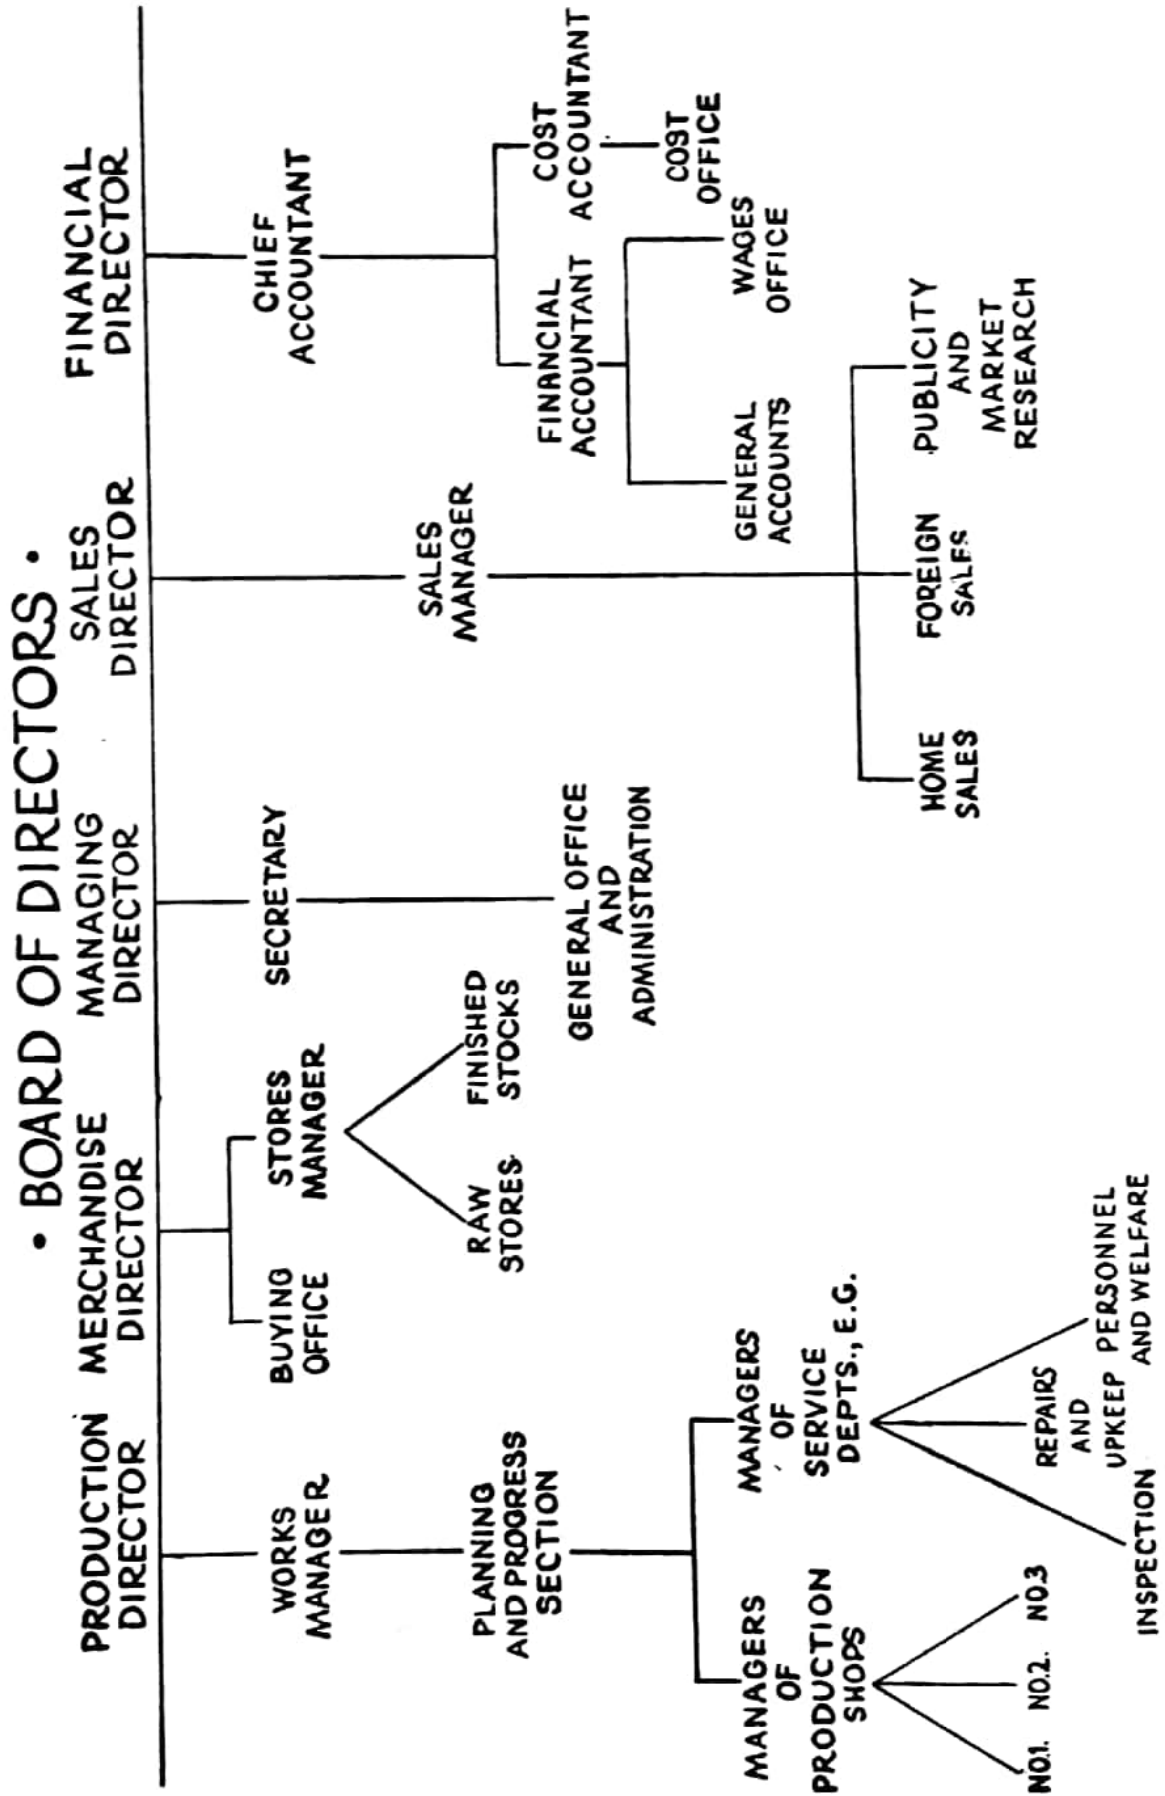 • BOARD OF DIRECTORS •
PRODUCTION
DIRECTOR
MERCHANDISE
DIRECTOR
MANAGING
DIRECTOR
SALES
DIRECTOR
FINANCIAL
DIRECTOR
WORKS
MANAGER
BUYING
OFFICE
STORES
MANAGER
SECRETARY
CHIEF
ACCOUNTANT
PLANNING
AND PROGRESS
SECTION
RAW
STORES
FINISHED
STOCKS
SALES
MANAGER
GENERAL OFFICE
AND
ADMINISTRATION
FINANCIAL
ACCOUNTANT
COST
ACCOUNTANT
COST
OFFICE
MANAGERS
OF
PRODUCTION
SHOPS
MANAGERS
OF
SERVICE
DEPTS., E.G.
GENERAL
ACCOUNTS
WAGES
OFFICE
HOME
SALES
FOREIGN
SALES
PUBLICITY
AND
MARKET
RESEARCH
NO.1.
NO.2.
NO.3
INSPECTION
REPAIRS
AND
UPKEEP
PERSONNEL
AND WELFARE